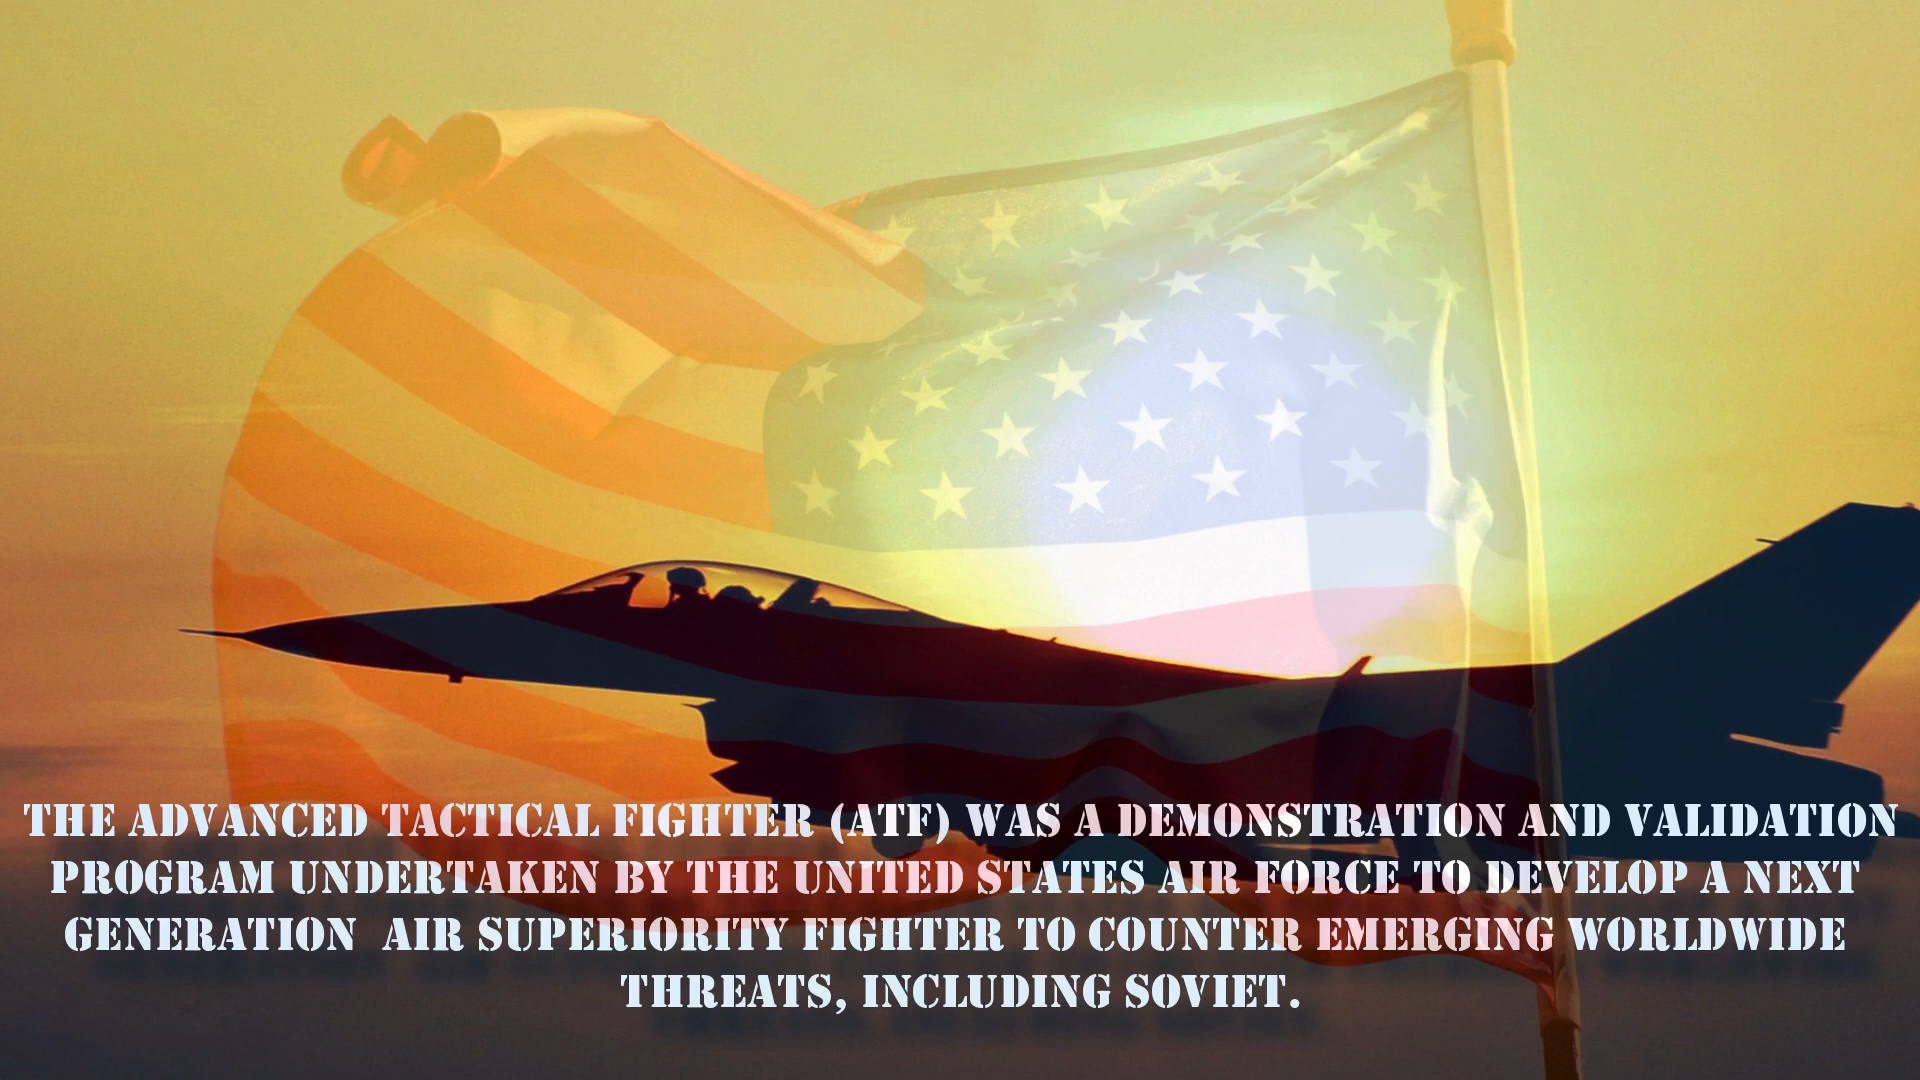 THE ADVANCED TACTICAL FIGHTER (ATF) WAS A DEMONSTRATION AND VALIDATION
PROGRAM UNDERTAKEN BY THE UNITED STATES AIR FORCE TO DEVELOP A NEXT
GENERATION  AIR SUPERIORITY FIGHTER TO COUNTER EMERGING WORLDWIDE
THREATS, INCLUDING SOVIET.